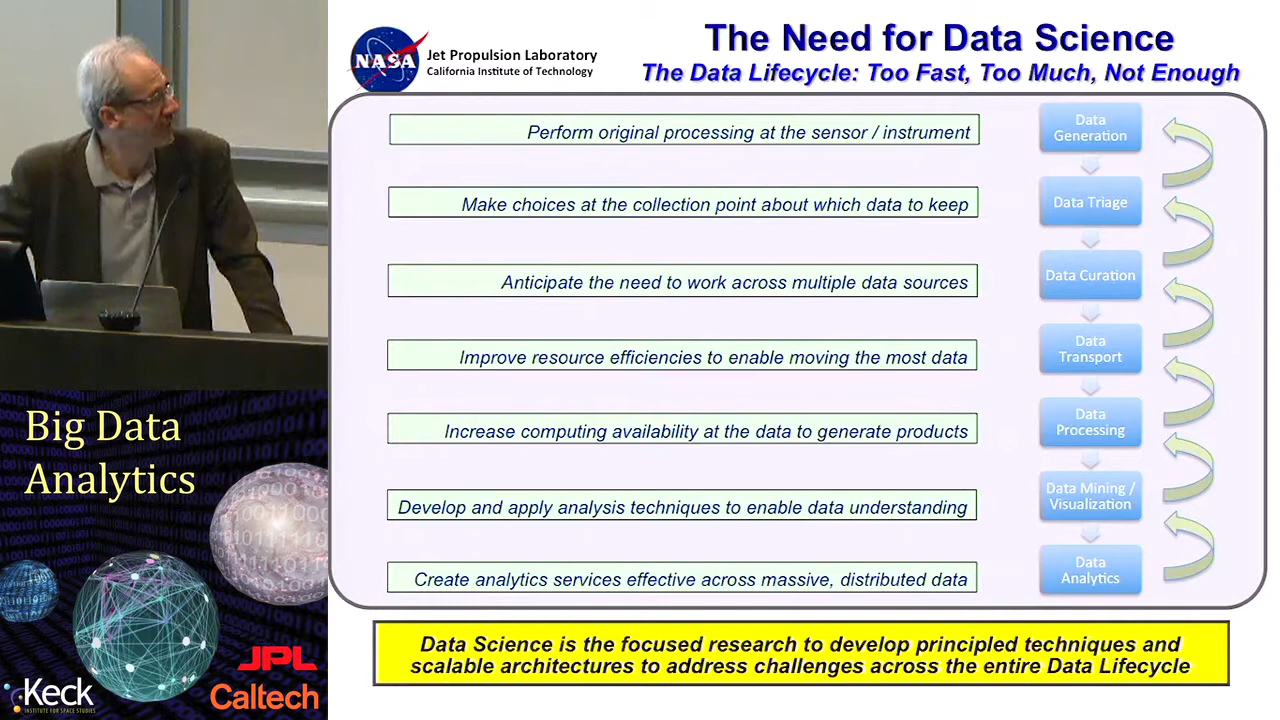 NASA
Jet Propulsion Laboratory
California Institute of Technology
The Need for Data Science
The Data Lifecycle: Too Fast, Too Much, Not Enough
Perform original processing at the sensor / instrument
Data
Generation
Make choices at the collection point about which data to keep
Data Triage
Anticipate the need to work across multiple data sources
Data Curation
Improve resource efficiencies to enable moving the most data
Data
Transport
Increase computing availability at the data to generate products
Data
Processing
Develop and apply analysis techniques to enable data understanding
Data Mining /
Visualization
Create analytics services effective across massive, distributed data
Data
Analytics
Data Science is the focused research to develop principled techniques and
scalable architectures to address challenges across the entire Data Lifecycle
Big Data
Analytics
Keck
INSTITUTE FOR SPACE STUDIES
JPL
Caltech